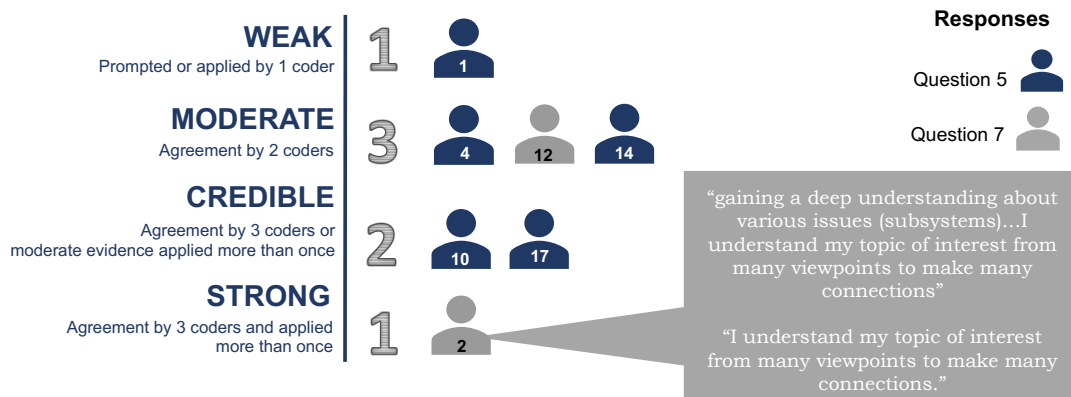 WEAK
Prompted or applied by 1 coder
1
1
MODERATE
Agreement by 2 coders
3
4
12
14
CREDIBLE
Agreement by 3 coders or
moderate evidence applied more than once
2
10
17
STRONG
Agreement by 3 coders and applied
more than once
1
2
Responses
Question 5
Question 7
“gaining a deep understanding about
various issues (subsystems)...I
understand my topic of interest from
many viewpoints to make many
connections”
“I understand my topic of interest
from many viewpoints to make many
connections.”